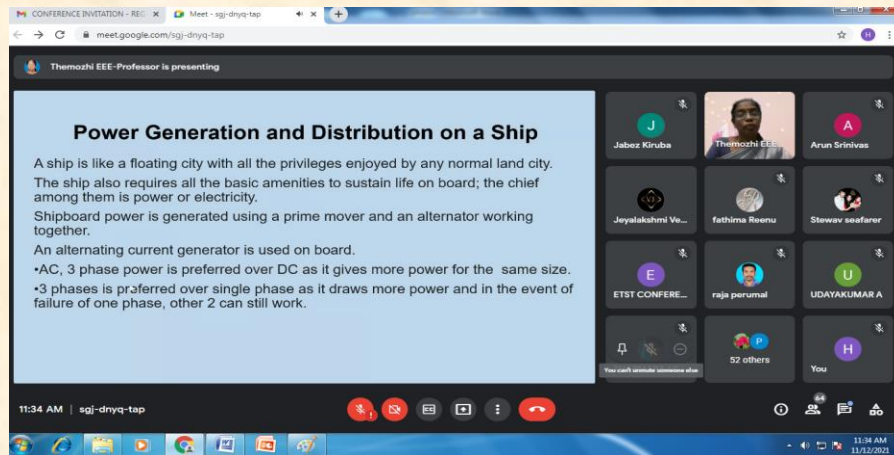 CONFERENCE INVITATION - REG
Meet - sgj-dnyq-tap
meet.google.com/sgj-dnyq-tap
H
Themozhi EEE-Professor is presenting
Power Generation and Distribution on a Ship
A ship is like a floating city with all the privileges enjoyed by any normal land city.
The ship also requires all the basic amenities to sustain life on board; the chief
among them is power or electricity.
Shipboard power is generated using a prime mover and an alternator working
together.
An alternating current generator is used on board.
•AC, 3 phase power is preferred over DC as it gives more power for the same size.
•3 phases is preferred over single phase as it draws more power and in the event of
failure of one phase, other 2 can still work.
J
Jabez Kiruba
Themozhi EEE
A
Arun Srinivas
Jeyalakshmi Ve...
fathima Reenu
Stewav seafarer
E
ETST CONFERE...
raja perumal
U
UDAYAKUMAR A
You can't unmute someone else
P
52 others
H
You
11:34 AM | sgj-dnyq-tap
64
11:34 AM
11/12/2021